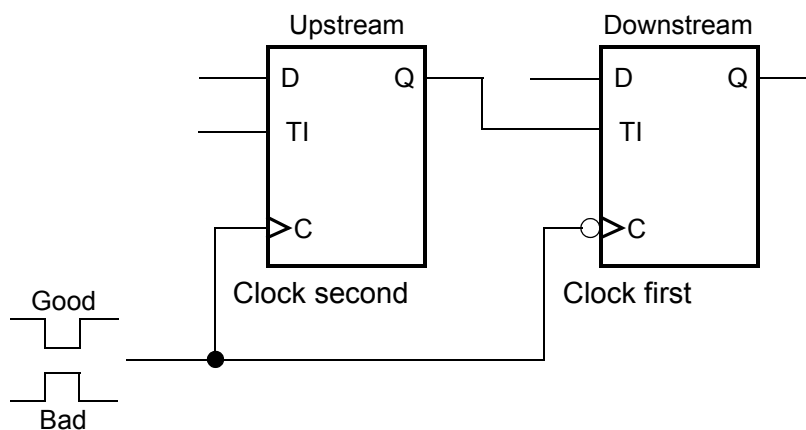 Upstream
Downstream
D
Q
TI
C
D
Q
TI
C
Clock second
Clock first
Good
Bad